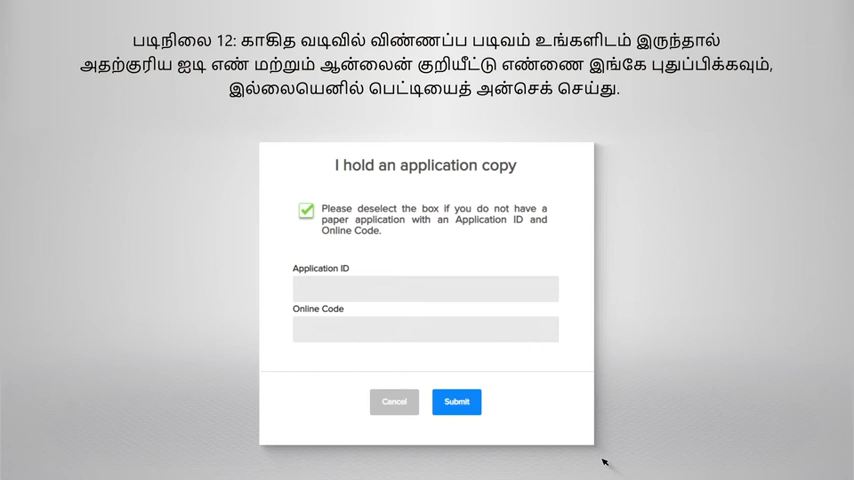 படிநிலை 12: காகித வடிவில் விண்ணப்ப படிவம் உங்களிடம் இருந்தால்
அதற்குரிய ஐடி எண் மற்றும் ஆன்லைன் குறியீட்டு எண்ணை இங்கே புதுப்பிக்கவும்,
இல்லையெனில் பெட்டியைத் அன்செக் செய்து.
I hold an application copy
Please deselect the box if you do not have a
paper application with an Application ID and
Online Code.
Application ID
Online Code
Cancel Submit